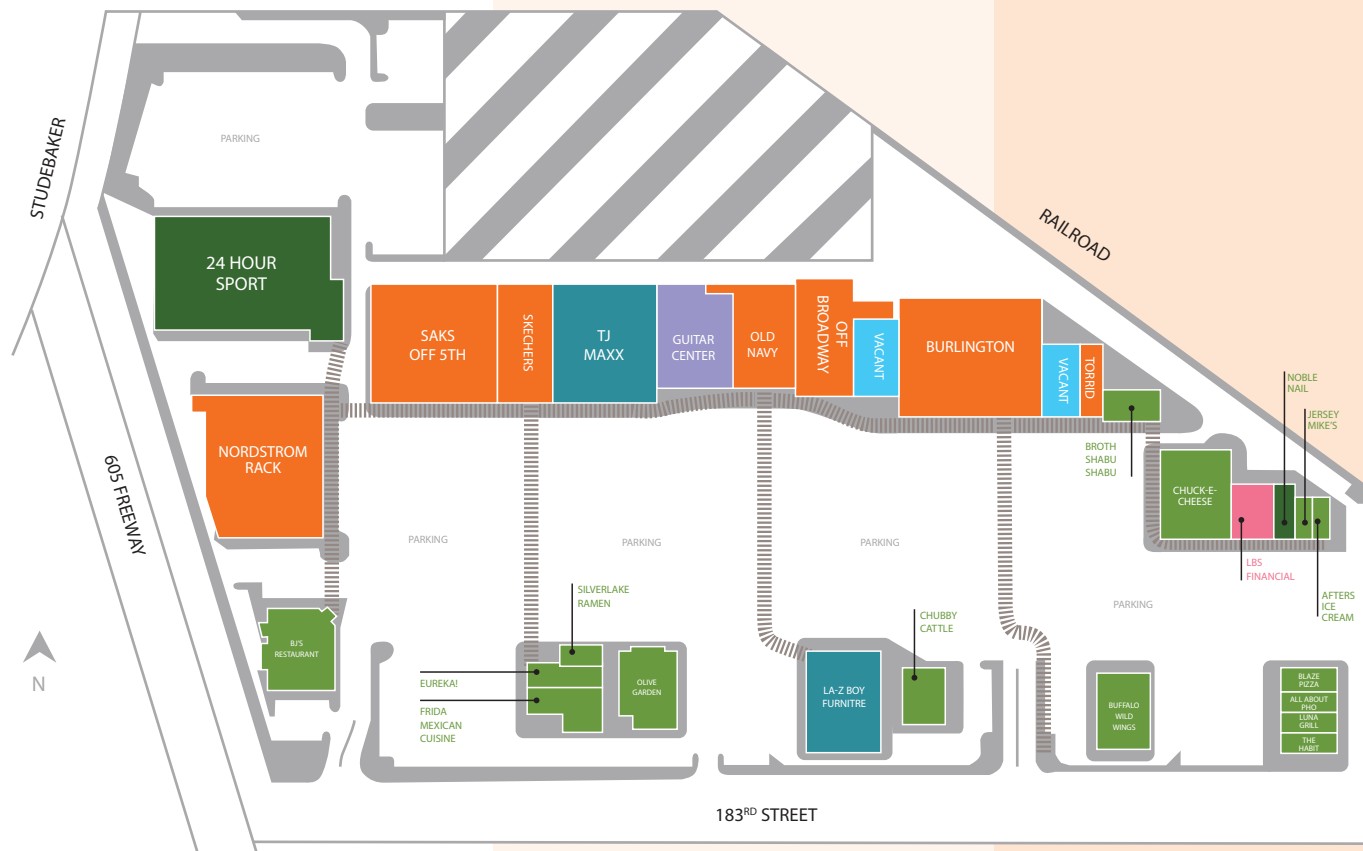 STUDEBAKER
PARKING
RAILROAD
24 HOUR
SPORT
SAKS
OFF 5TH
SKECHERS
TJ
MAXX
GUITAR
CENTER
OLD
NAVY
OFF
BROADWAY
VACANT
BURLINGTON
VACANT
TORRID
NOBLE
NAIL
JERSEY
MIKE'S
BROTH
SHABU
SHABU
NORDSTROM
RACK
605 FREEWAY
CHUCK-E-
CHEESE
LBS
FINANCIAL
AFTERS
ICE
CREAM
PARKING
PARKING
PARKING
PARKING
SILVERLAKE
RAMEN
CHUBBY
CATTLE
BJ'S
RESTAURANT
EUREKA!
FRIDA
MEXICAN
CUISINE
OLIVE
GARDEN
LA-Z BOY
FURNITRE
BUFFALO
WILD
WINGS
BLAZE
PIZZA
ALL ABOUT
PHO
LUNA
GRILL
THE
HABIT
N
183RD STREET